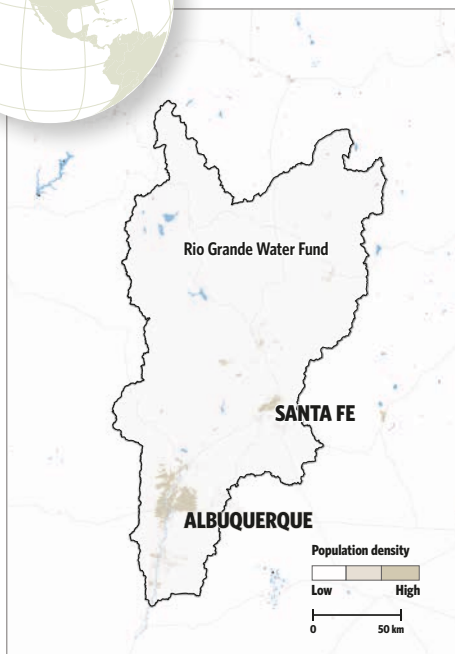 Rio Grande Water Fund
SANTA FE
ALBUQUERQUE
Population density
Low High
0 50 km